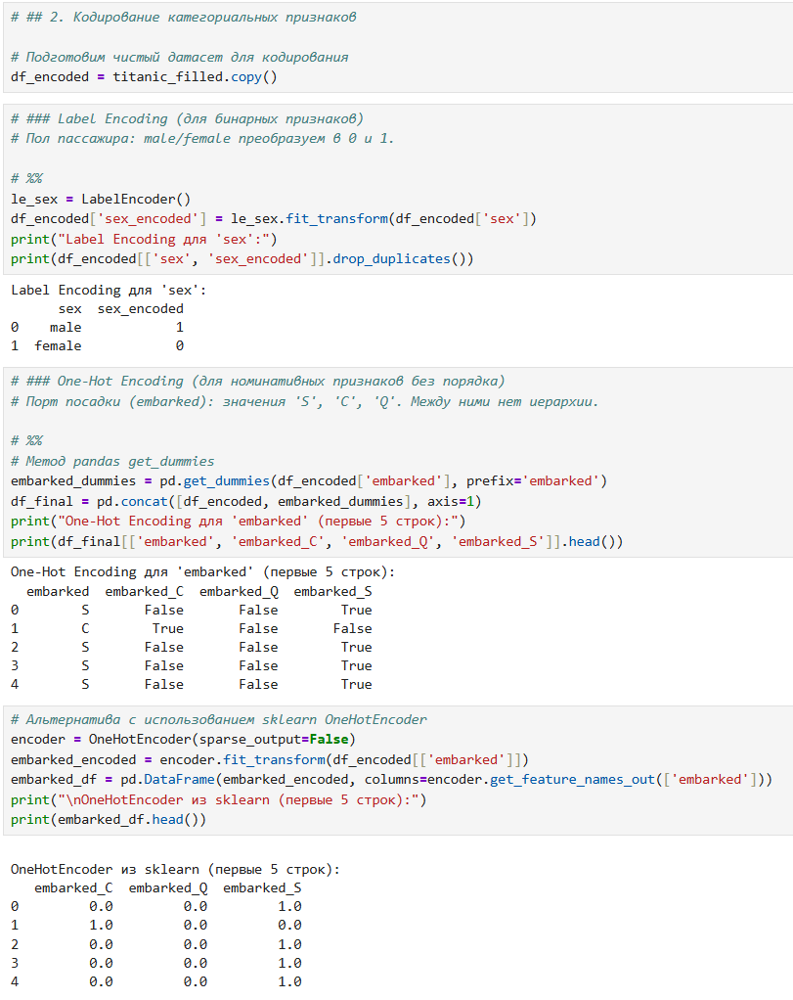 # ## 2. Кодирование категориальных признаков
# Подготовим чистый датасет для кодирования
df_encoded = titanic_filled.copy()
# ### Label Encoding (для бинарных признаков)
# Пол пассажира: male/female преобразуем в 0 и 1.
# %%
le_sex = LabelEncoder()
df_encoded['sex_encoded'] = le_sex.fit_transform(df_encoded['sex'])
print("Label Encoding для 'sex':")
print(df_encoded[['sex', 'sex_encoded']].drop_duplicates())
Label Encoding для 'sex':
      sex  sex_encoded
0    male            1
1  female            0
# ### One-Hot Encoding (для номинативных признаков без порядка)
# Порт посадки (embarked): значения 'S', 'C', 'Q'. Между ними нет иерархии.
# %%
# Метод pandas get_dummies
embarked_dummies = pd.get_dummies(df_encoded['embarked'], prefix='embarked')
df_final = pd.concat([df_encoded, embarked_dummies], axis=1)
print("One-Hot Encoding для 'embarked' (первые 5 строк):")
print(df_final[['embarked', 'embarked_C', 'embarked_Q', 'embarked_S']].head())
One-Hot Encoding для 'embarked' (первые 5 строк):
  embarked  embarked_C  embarked_Q  embarked_S
0        S       False       False        True
1        C        True       False       False
2        S       False       False        True
3        S       False       False        True
4        S       False       False        True
# Альтернатива с использованием sklearn OneHotEncoder
encoder = OneHotEncoder(sparse_output=False)
embarked_encoded = encoder.fit_transform(df_encoded[['embarked']])
embarked_df = pd.DataFrame(embarked_encoded, columns=encoder.get_feature_names_out(['embarked']))
print("\nOneHotEncoder из sklearn (первые 5 строк):")
print(embarked_df.head())
OneHotEncoder из sklearn (первые 5 строк):
   embarked_C  embarked_Q  embarked_S
0         0.0         0.0         1.0
1         1.0         0.0         0.0
2         0.0         0.0         1.0
3         0.0         0.0         1.0
4         0.0         0.0         1.0